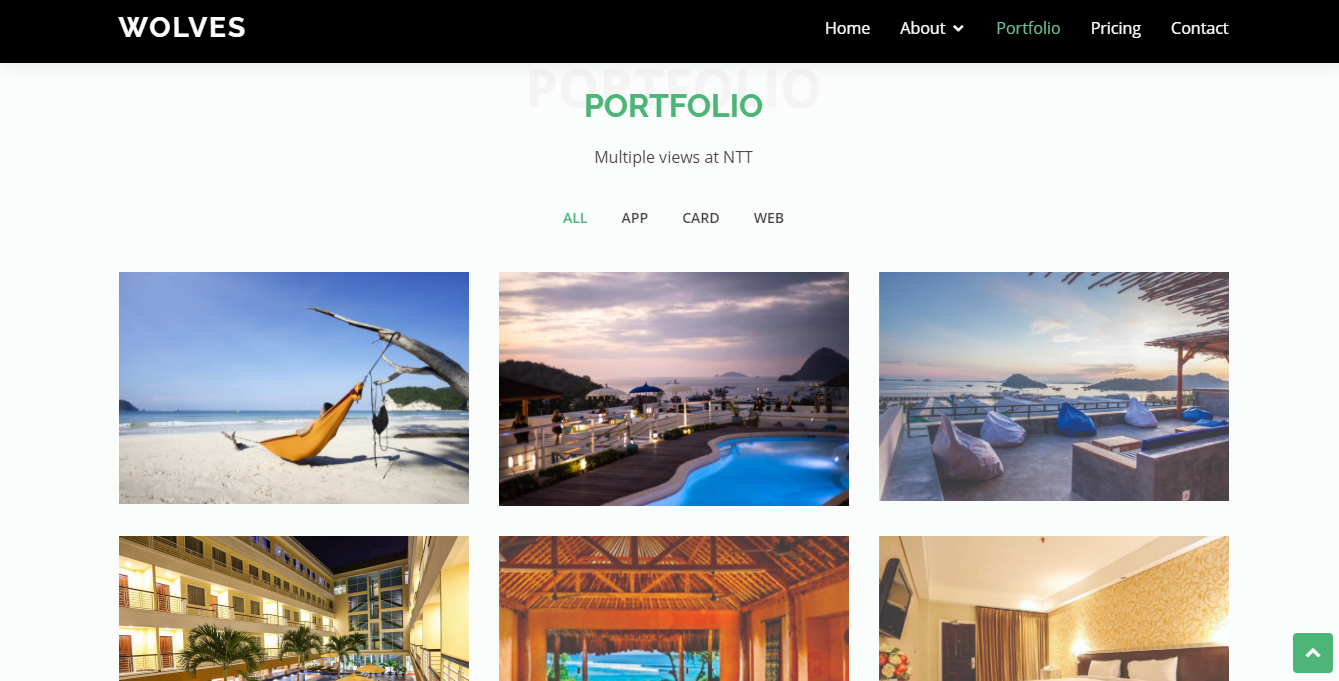 WOLVES
Home About Portfolio Pricing Contact
PORTFOLIO
PORTFOLIO
Multiple views at NTT
ALL APP CARD WEB